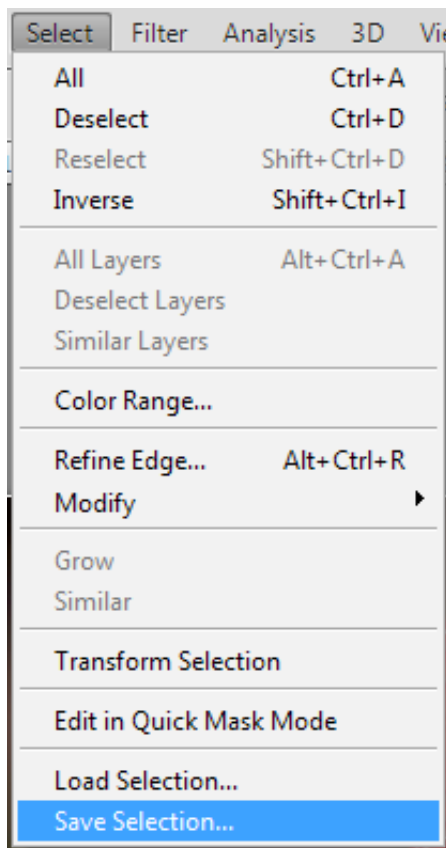 Select Filter Analysis 3D
All Ctrl+A
Deselect Ctrl+D
Reselect Shift+Ctrl+D
Inverse Shift+Ctrl+I
All Layers Alt+Ctrl+A
Deselect Layers
Similar Layers
Color Range...
Refine Edge... Alt+Ctrl+R
Modify
Grow
Similar
Transform Selection
Edit in Quick Mask Mode
Load Selection...
Save Selection...